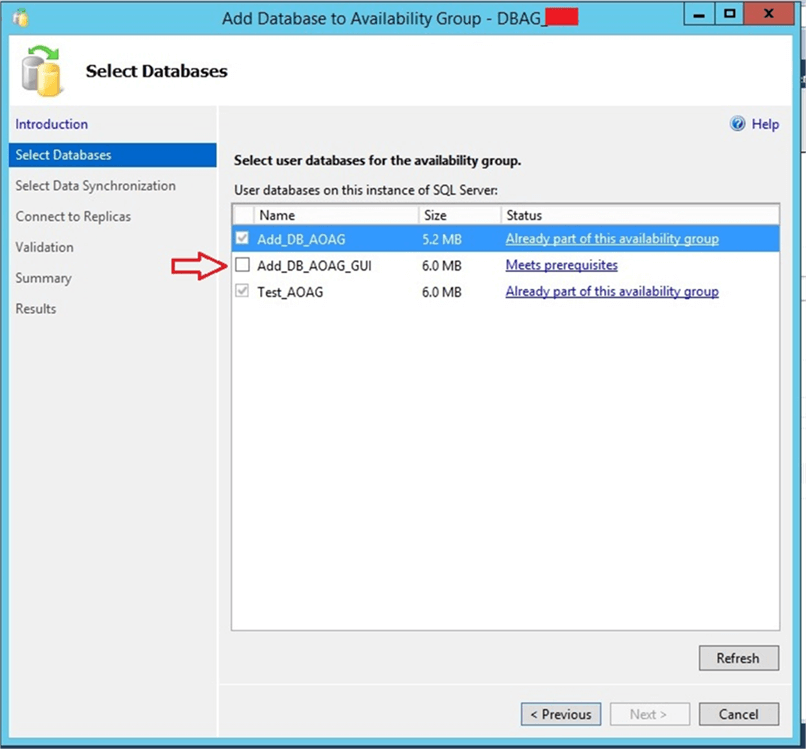 Add Database to Availability Group - DBAG_
Select Databases
Introduction
Help
Select Databases
Select user databases for the availability group.
Select Data Synchronization
User databases on this instance of SQL Server:
Connect to Replicas
Name Size Status
Validation
Add_DB_AOAG 5.2 MB Already part of this availability group
Add_DB_AOAG_GUI 6.0 MB Meets prerequisites
Summary
Test_AOAG 6.0 MB Already part of this availability group
Results
Refresh
< Previous Next > Cancel